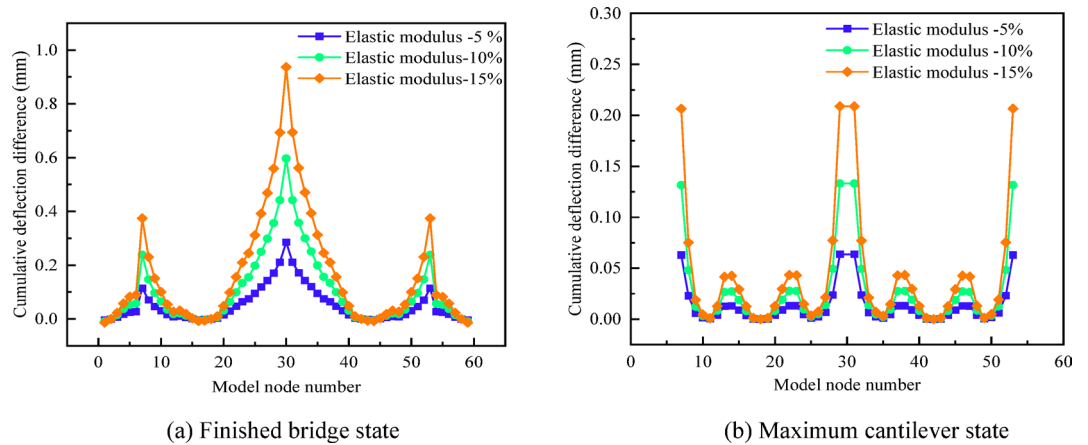 Cumulative deflection difference (mm)
1.0
0.8
0.6
0.4
0.2
0.0
Elastic modulus -5 %
Elastic modulus-10%
Elastic modulus-15%
0 10 20 30 40 50 60
Model node number
(a) Finished bridge state
Cumulative deflection difference (mm)
0.30
0.25
0.20
0.15
0.10
0.05
0.00
Elastic modulus -5%
Elastic modulus -10%
Elastic modulus -15%
0 10 20 30 40 50 60
Model node number
(b) Maximum cantilever state